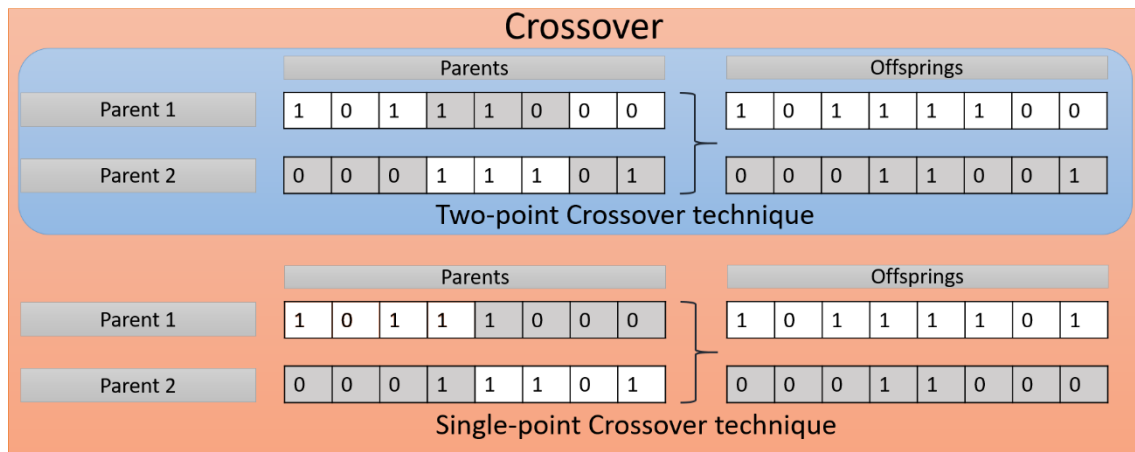 Crossover
Parents Offsprings
Parent 1 1 0 1 1 1 0 0 0 1 0 1 1 1 1 0 0
Parent 2 0 0 0 1 1 1 0 1 0 0 0 1 1 0 0 1
Two-point Crossover technique
Parents Offsprings
Parent 1 1 0 1 1 1 0 0 0 1 0 1 1 1 1 0 1
Parent 2 0 0 0 1 1 1 0 1 0 0 0 1 1 0 0 0
Single-point Crossover technique